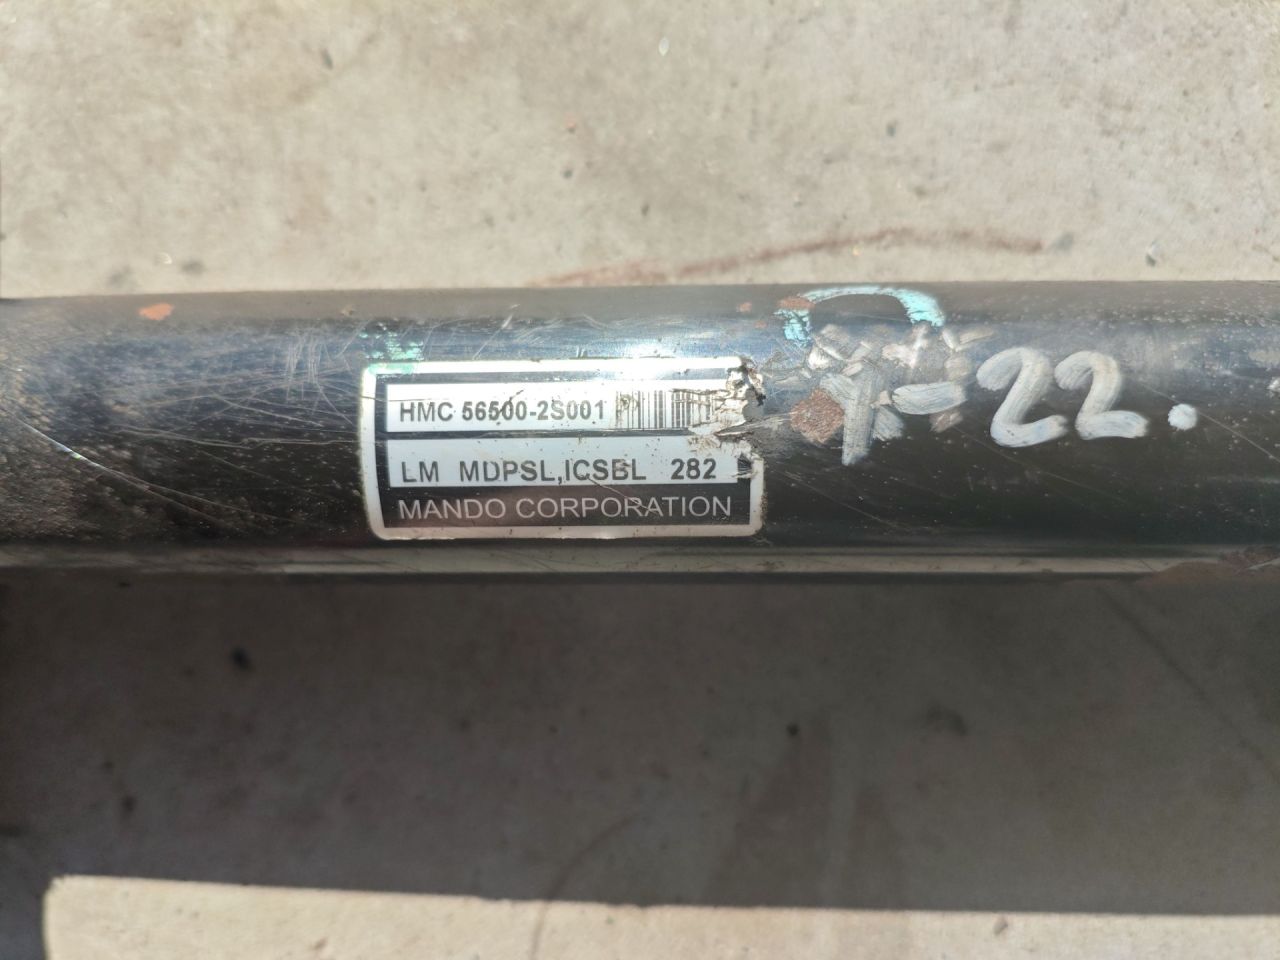 HMC 56500-2S001
LM MDPSL,ICSBL 282
MANDO CORPORATION
-22.